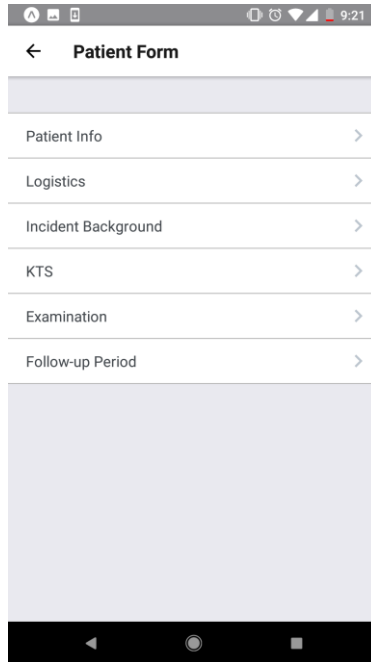 9:21
Patient Form
Patient Info
Logistics
Incident Background
KTS
Examination
Follow-up Period